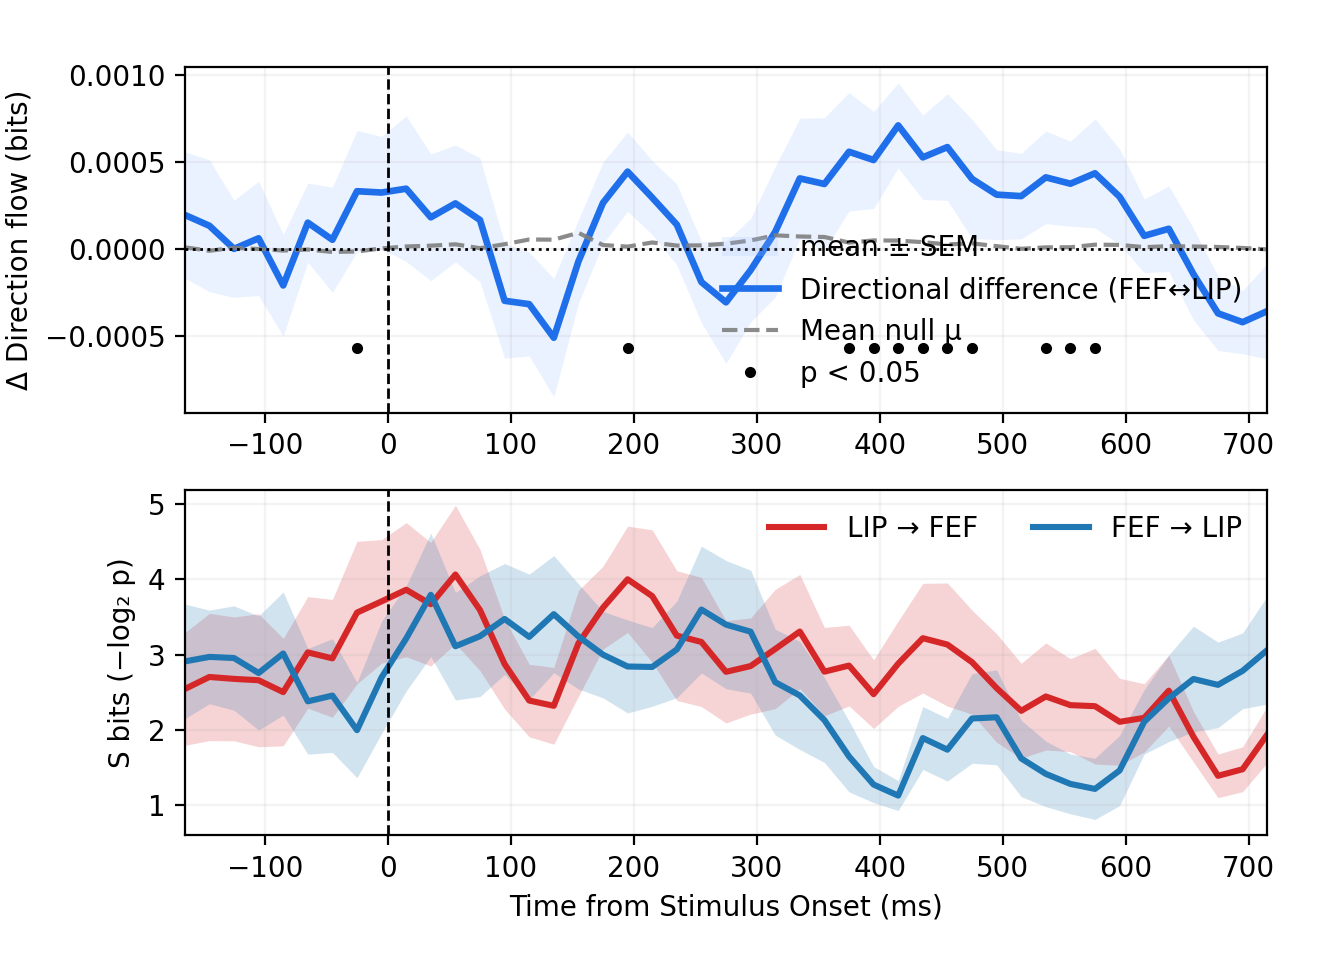 Δ Direction flow (bits)
0.0010
0.0005
0.0000
−0.0005
mean ± SEM
Directional difference (FEF↔LIP)
Mean null μ
p < 0.05
−100 0 100 200 300 400 500 600 700
S bits (−log₂ p)
5
4
3
2
1
LIP → FEF FEF → LIP
−100 0 100 200 300 400 500 600 700
Time from Stimulus Onset (ms)